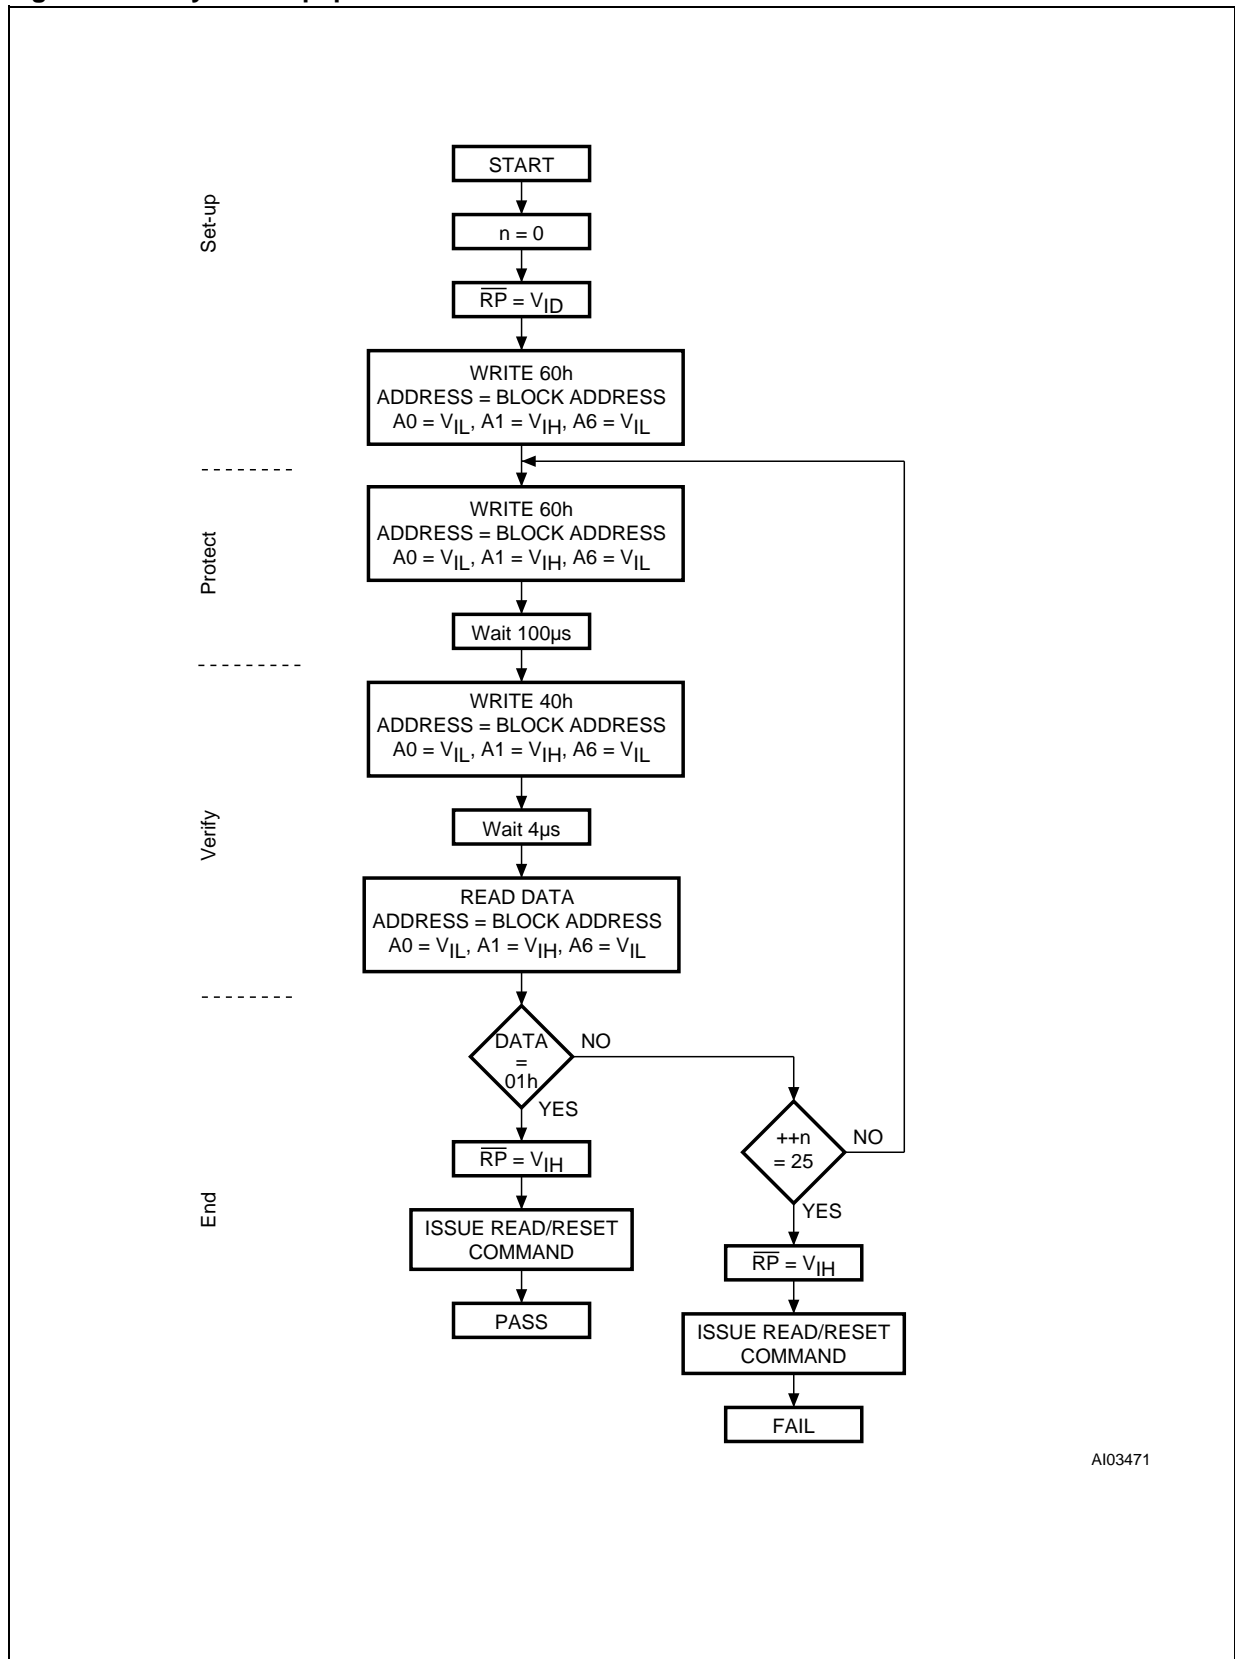 START
Set-up
n = 0
RP = VID
WRITE 60h
ADDRESS = BLOCK ADDRESS
A0 = VIL, A1 = VIH, A6 = VIL
WRITE 60h
ADDRESS = BLOCK ADDRESS
A0 = VIL, A1 = VIH, A6 = VIL
Protect
Wait 100µs
WRITE 40h
ADDRESS = BLOCK ADDRESS
A0 = VIL, A1 = VIH, A6 = VIL
Verify
Wait 4µs
READ DATA
ADDRESS = BLOCK ADDRESS
A0 = VIL, A1 = VIH, A6 = VIL
DATA
=
01h
NO
YES
++n
= 25
NO
YES
End
RP = VIH
ISSUE READ/RESET
COMMAND
PASS
RP = VIH
ISSUE READ/RESET
COMMAND
FAIL
AI03471